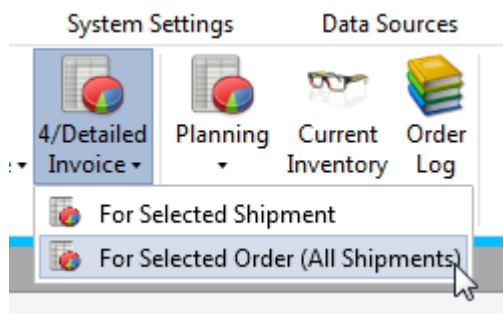 System Settings Data Sources
4/Detailed Planning Current Order
Invoice Inventory Log
For Selected Shipment
For Selected Order (All Shipments)